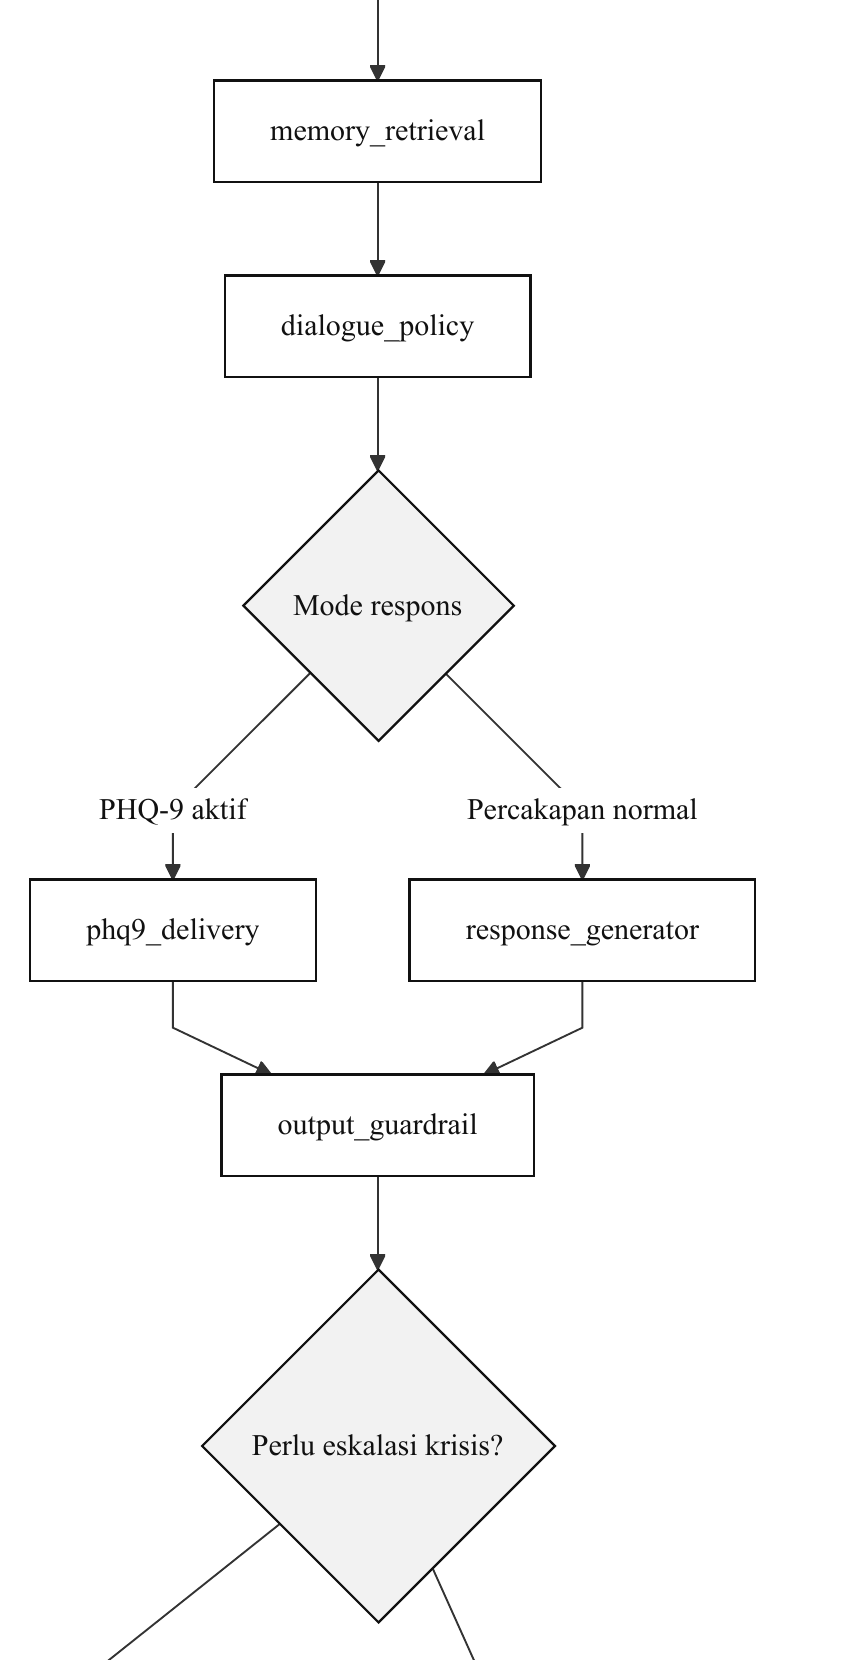 memory_retrieval
dialogue_policy
Mode respons
PHQ-9 aktif
Percakapan normal
phq9_delivery
response_generator
output_guardrail
Perlu eskalasi krisis?